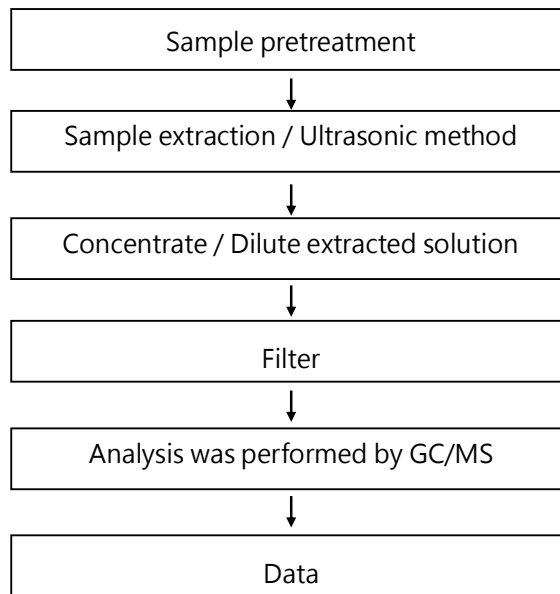 Sample pretreatment
Sample extraction / Ultrasonic method
Concentrate / Dilute extracted solution
Filter
Analysis was performed by GC/MS
Data